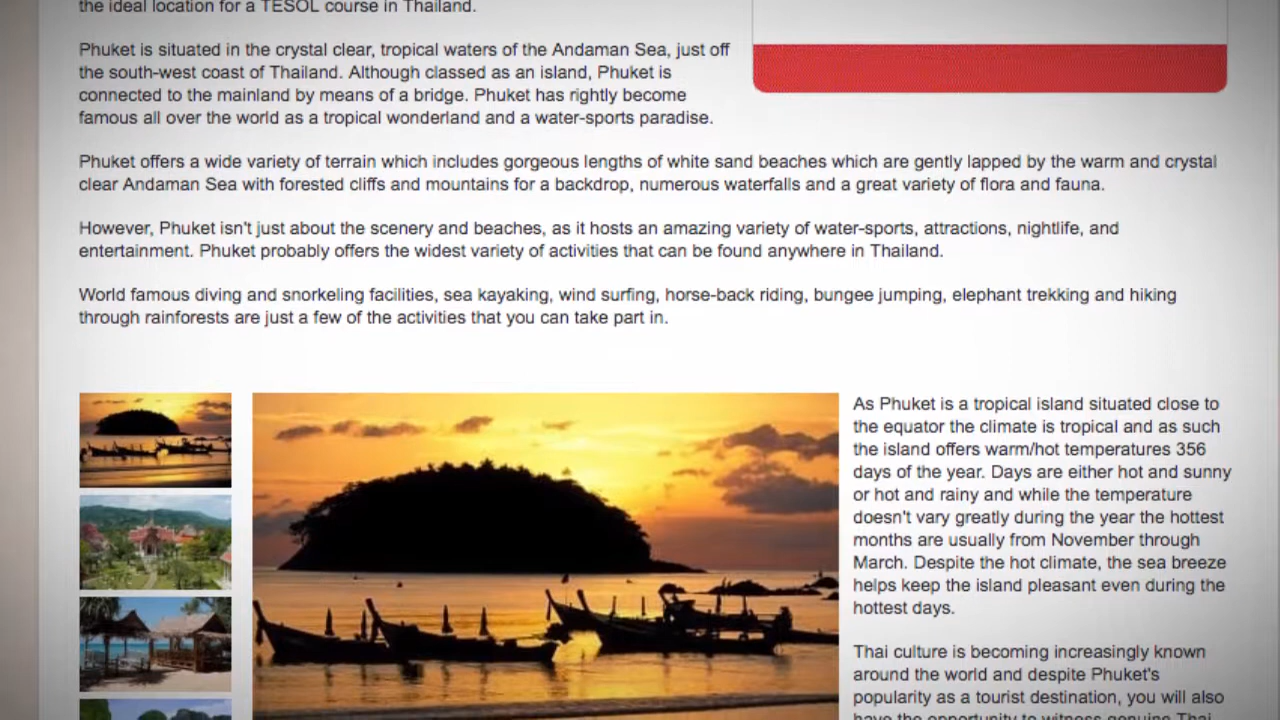 the ideal location for a TESOL course in Thailand.
Phuket is situated in the crystal clear, tropical waters of the Andaman Sea, just off
the south-west coast of Thailand. Although classed as an island, Phuket is
connected to the mainland by means of a bridge. Phuket has rightly become
famous all over the world as a tropical wonderland and a water-sports paradise.
Phuket offers a wide variety of terrain which includes gorgeous lengths of white sand beaches which are gently lapped by the warm and crystal
clear Andaman Sea with forested cliffs and mountains for a backdrop, numerous waterfalls and a great variety of flora and fauna.
However, Phuket isn't just about the scenery and beaches, as it hosts an amazing variety of water-sports, attractions, nightlife, and
entertainment. Phuket probably offers the widest variety of activities that can be found anywhere in Thailand.
World famous diving and snorkeling facilities, sea kayaking, wind surfing, horse-back riding, bungee jumping, elephant trekking and hiking
through rainforests are just a few of the activities that you can take part in.
As Phuket is a tropical island situated close to
the equator the climate is tropical and as such
the island offers warm/hot temperatures 356
days of the year. Days are either hot and sunny
or hot and rainy and while the temperature
doesn't vary greatly during the year the hottest
months are usually from November through
March. Despite the hot climate, the sea breeze
helps keep the island pleasant even during the
hottest days.
Thai culture is becoming increasingly known
around the world and despite Phuket's
popularity as a tourist destination, you will also
have the opportunity to witness genuine Thai